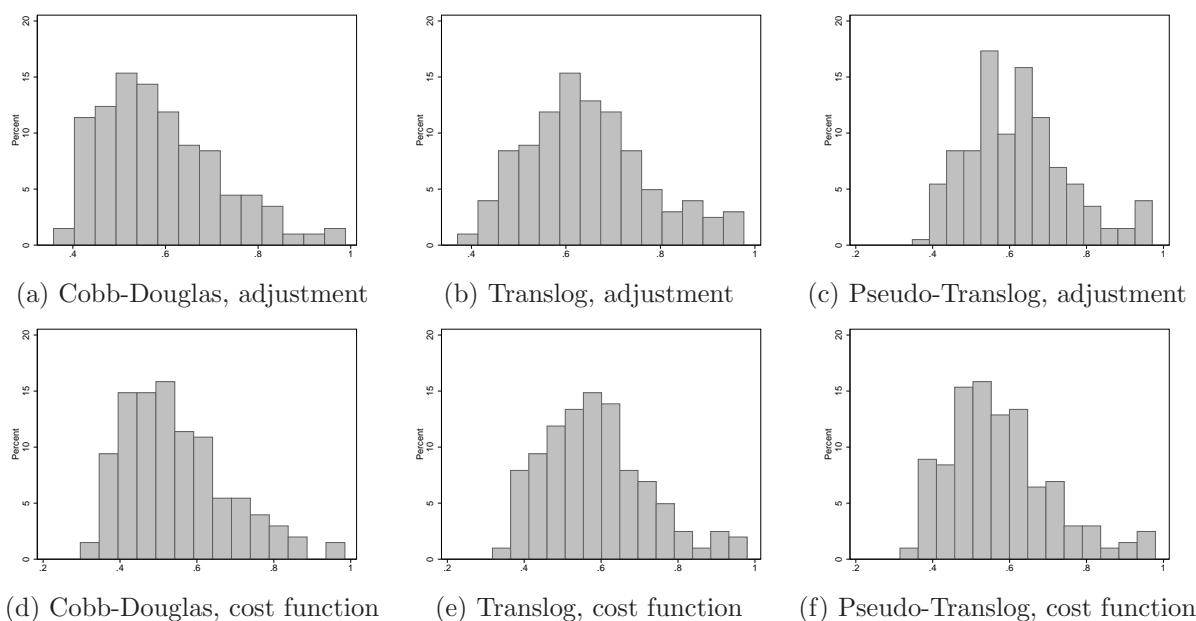 20
15
10
5
0
Percent
.4 .6 .8 1
(a) Cobb-Douglas, adjustment
20
15
10
5
0
Percent
.4 .6 .8 1
(b) Translog, adjustment
20
15
10
5
0
Percent
.2 .4 .6 .8 1
(c) Pseudo-Translog, adjustment
20
15
10
5
0
Percent
.2 .4 .6 .8 1
(d) Cobb-Douglas, cost function
20
15
10
5
0
Percent
.2 .4 .6 .8 1
(e) Translog, cost function
20
15
10
5
0
Percent
.2 .4 .6 .8 1
(f) Pseudo-Translog, cost function